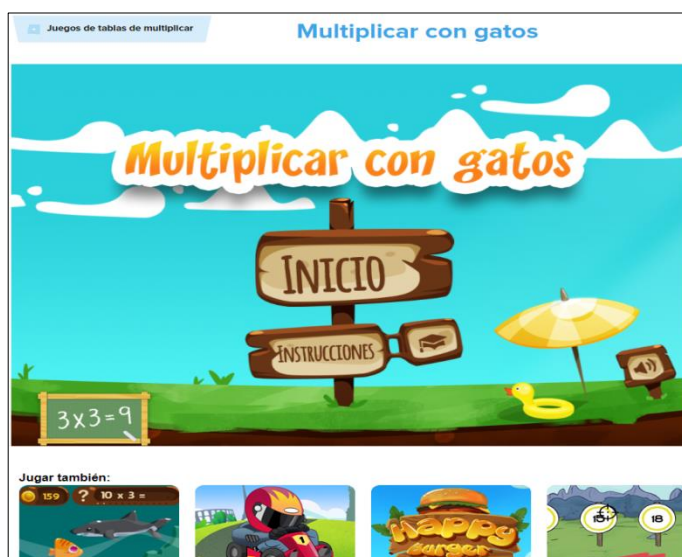 Juegos de tablas de multiplicar
Multiplicar con gatos
Multiplicar con gatos
INICIO
INSTRUCCIONES
3x3=9
Jugar también:
159 ? 10 x 3 =
Happy
Burger
18